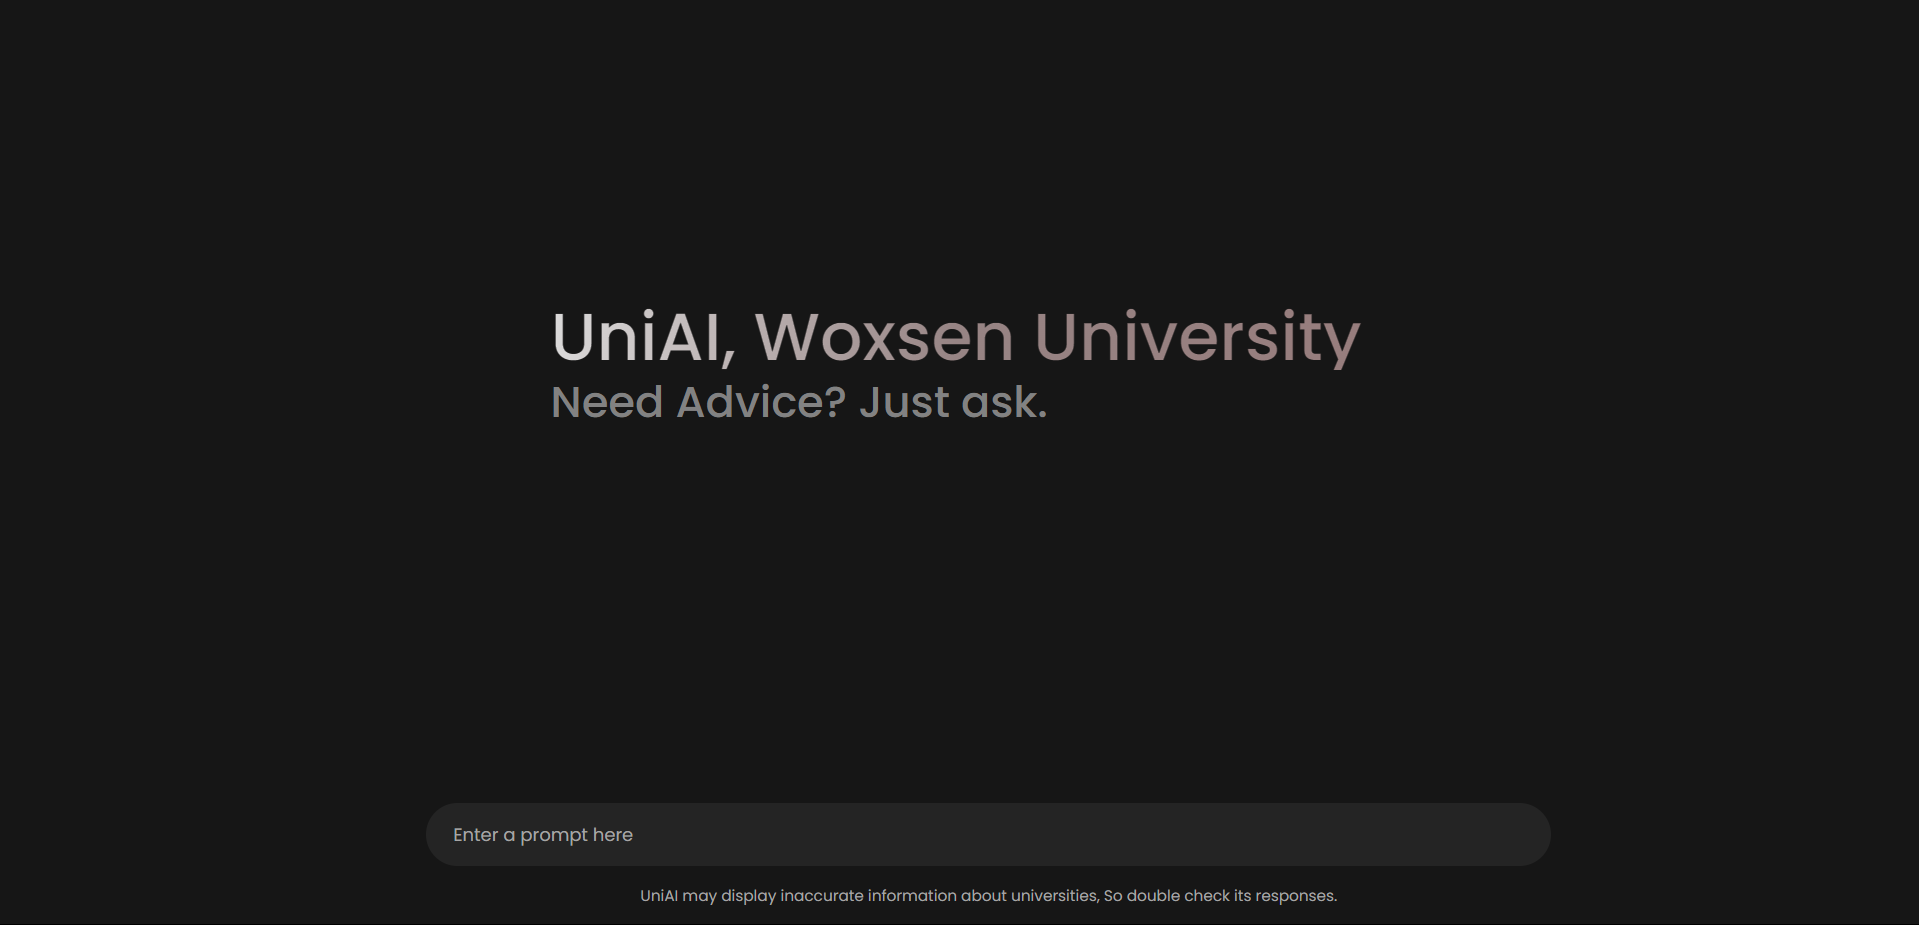 UniAI, Woxsen University
Need Advice? Just ask.
Enter a prompt here
UniAI may display inaccurate information about universities, So double check its responses.